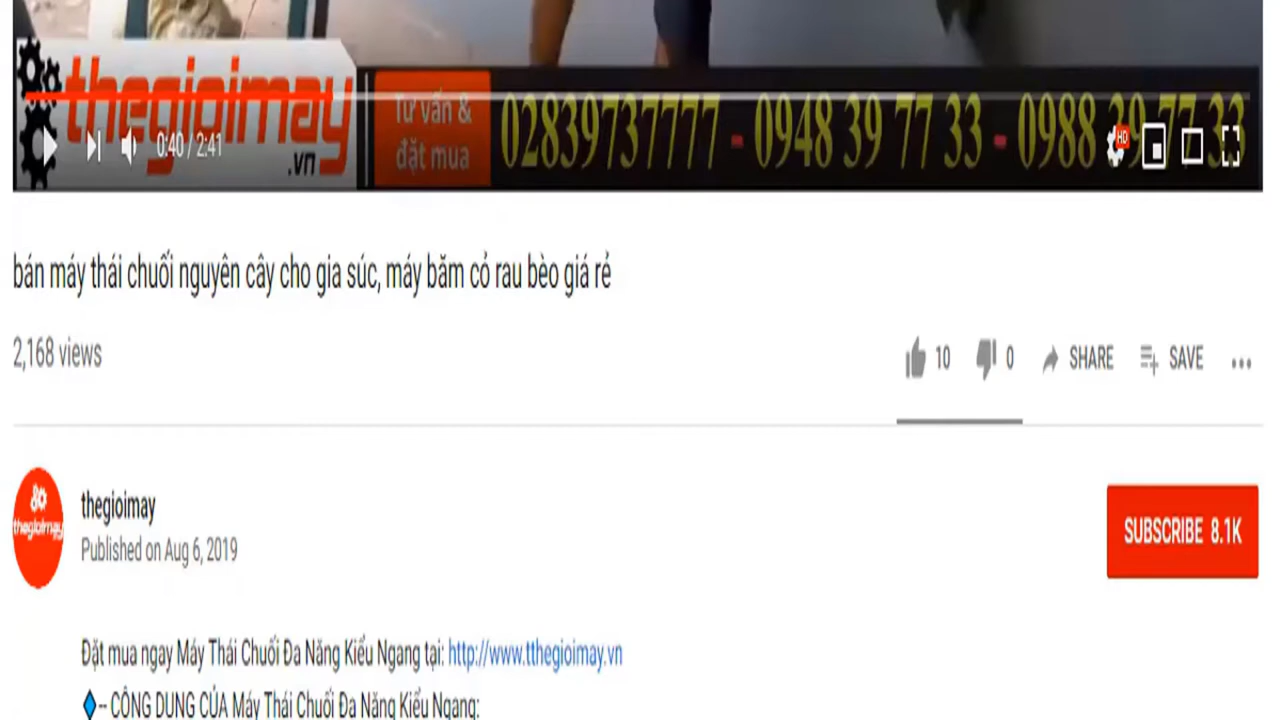 thegioimay
.vn
Tư vấn &
đặt mua
02839737777 - 0948 39 77 33 - 0988 39 77 33
0:40 / 2:41
HD
bán máy thái chuối nguyên cây cho gia súc, máy băm cỏ rau bèo giá rẻ
2,168 views
10 0 SHARE SAVE
thegioimay
thegioimay
Published on Aug 6, 2019
SUBSCRIBE 8.1K
Đặt mua ngay Máy Thái Chuối Đa Năng Kiểu Ngang tại: http://www.tthegioimay.vn
-- CÔNG DỤNG CỦA Máy Thái Chuối Đa Năng Kiểu Ngang: